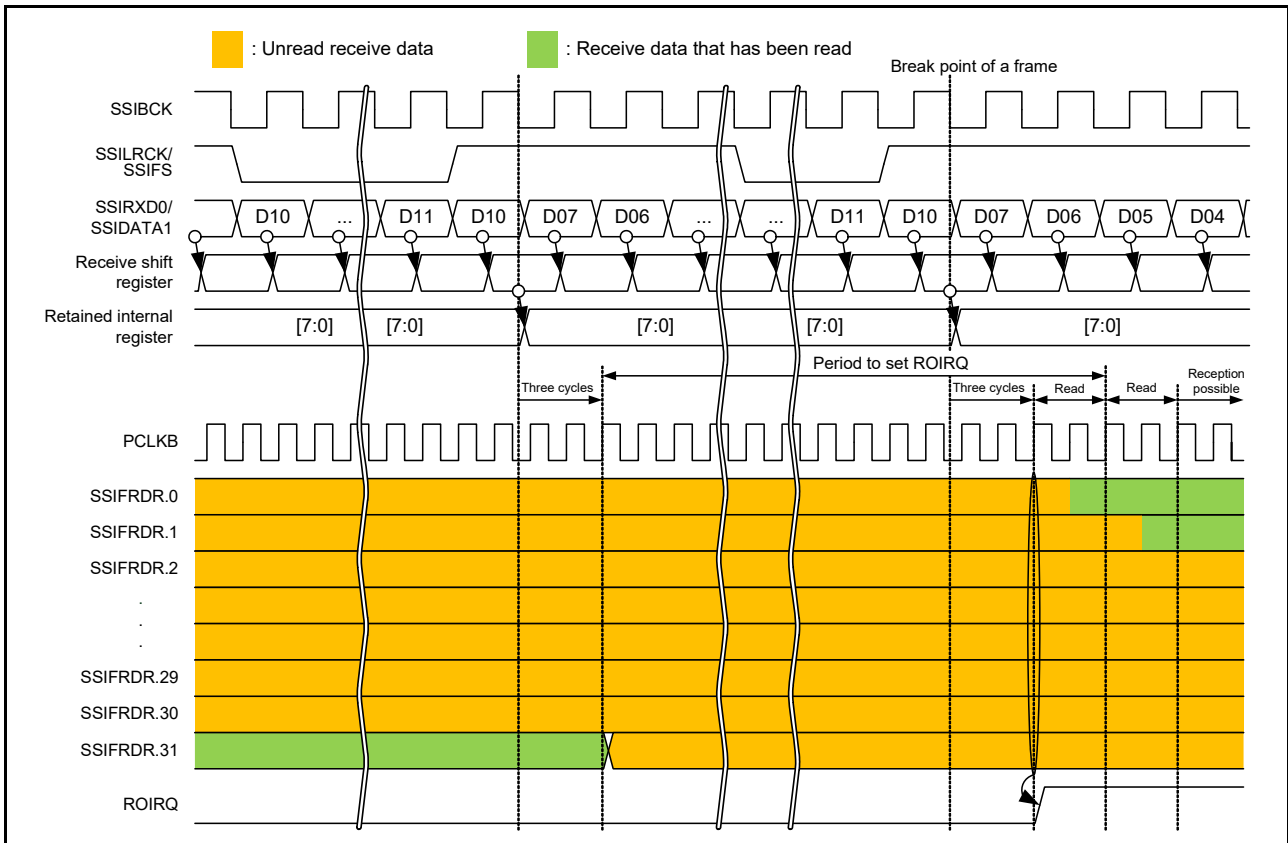 : Unread receive data
: Receive data that has been read
Break point of a frame
SSIBCK
SSILRCK/
SSIFS
SSIRXD0/
SSIDATA1
D10 ... D11 D10 D07 D06 ... ... D11 D10 D07 D06 D05 D04
Receive shift
register
Retained internal
register
[7:0] [7:0] [7:0] [7:0] [7:0]
Period to set ROIRQ
Three cycles
Three cycles
Read
Read
Reception
possible
PCLKB
SSIFRDR.0
SSIFRDR.1
SSIFRDR.2
.
.
.
SSIFRDR.29
SSIFRDR.30
SSIFRDR.31
ROIRQ